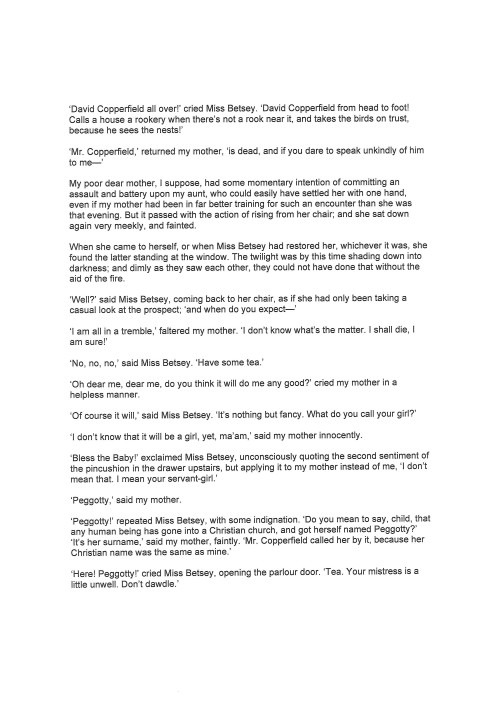 ‘David Copperfield all over!’ cried Miss Betsey. ‘David Copperfield from head to foot!
Calls a house a rookery when there’s not a rook near it, and takes the birds on trust,
because he sees the nests!’
‘Mr. Copperfield,’ returned my mother, ‘is dead, and if you dare to speak unkindly of him
to me—’
My poor dear mother, I suppose, had some momentary intention of committing an
assault and battery upon my aunt, who could easily have settled her with one hand,
even if my mother had been in far better training for such an encounter than she was
that evening. But it passed with the action of rising from her chair; and she sat down
again very meekly, and fainted.
When she came to herself, or when Miss Betsey had restored her, whichever it was, she
found the latter standing at the window. The twilight was by this time shading down into
darkness; and dimly as they saw each other, they could not have done that without the
aid of the fire.
‘Well?’ said Miss Betsey, coming back to her chair, as if she had only been taking a
casual look at the prospect; ‘and when do you expect—’
‘I am all in a tremble,’ faltered my mother. ‘I don’t know what’s the matter. I shall die, I
am sure!’
‘No, no, no,’ said Miss Betsey. ‘Have some tea.’
‘Oh dear me, dear me, do you think it will do me any good?’ cried my mother in a
helpless manner.
‘Of course it will,’ said Miss Betsey. ‘It’s nothing but fancy. What do you call your girl?’
‘I don’t know that it will be a girl, yet, ma’am,’ said my mother innocently.
‘Bless the Baby!’ exclaimed Miss Betsey, unconsciously quoting the second sentiment of
the pincushion in the drawer upstairs, but applying it to my mother instead of me, ‘I don’t
mean that. I mean your servant-girl.’
‘Peggotty,’ said my mother.
‘Peggotty!’ repeated Miss Betsey, with some indignation. ‘Do you mean to say, child, that
any human being has gone into a Christian church, and got herself named Peggotty?’
‘It’s her surname,’ said my mother, faintly. ‘Mr. Copperfield called her by it, because her
Christian name was the same as mine.’
‘Here! Peggotty!’ cried Miss Betsey, opening the parlour door. ‘Tea. Your mistress is a
little unwell. Don’t dawdle.’